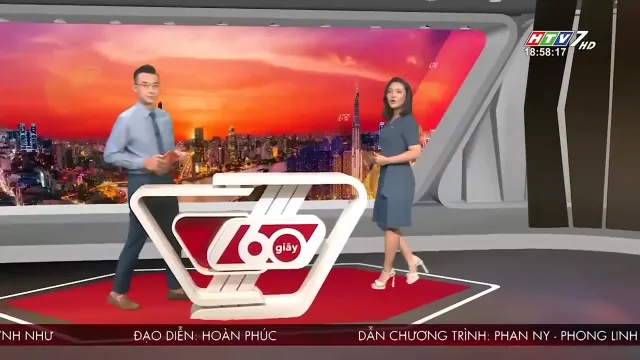 HTV7 HD
18:58:17
60 giây
ỲNH NHƯ ĐẠO DIỄN: HOÀN PHÚC DẪN CHƯƠNG TRÌNH: PHAN NY - PHONG LINH